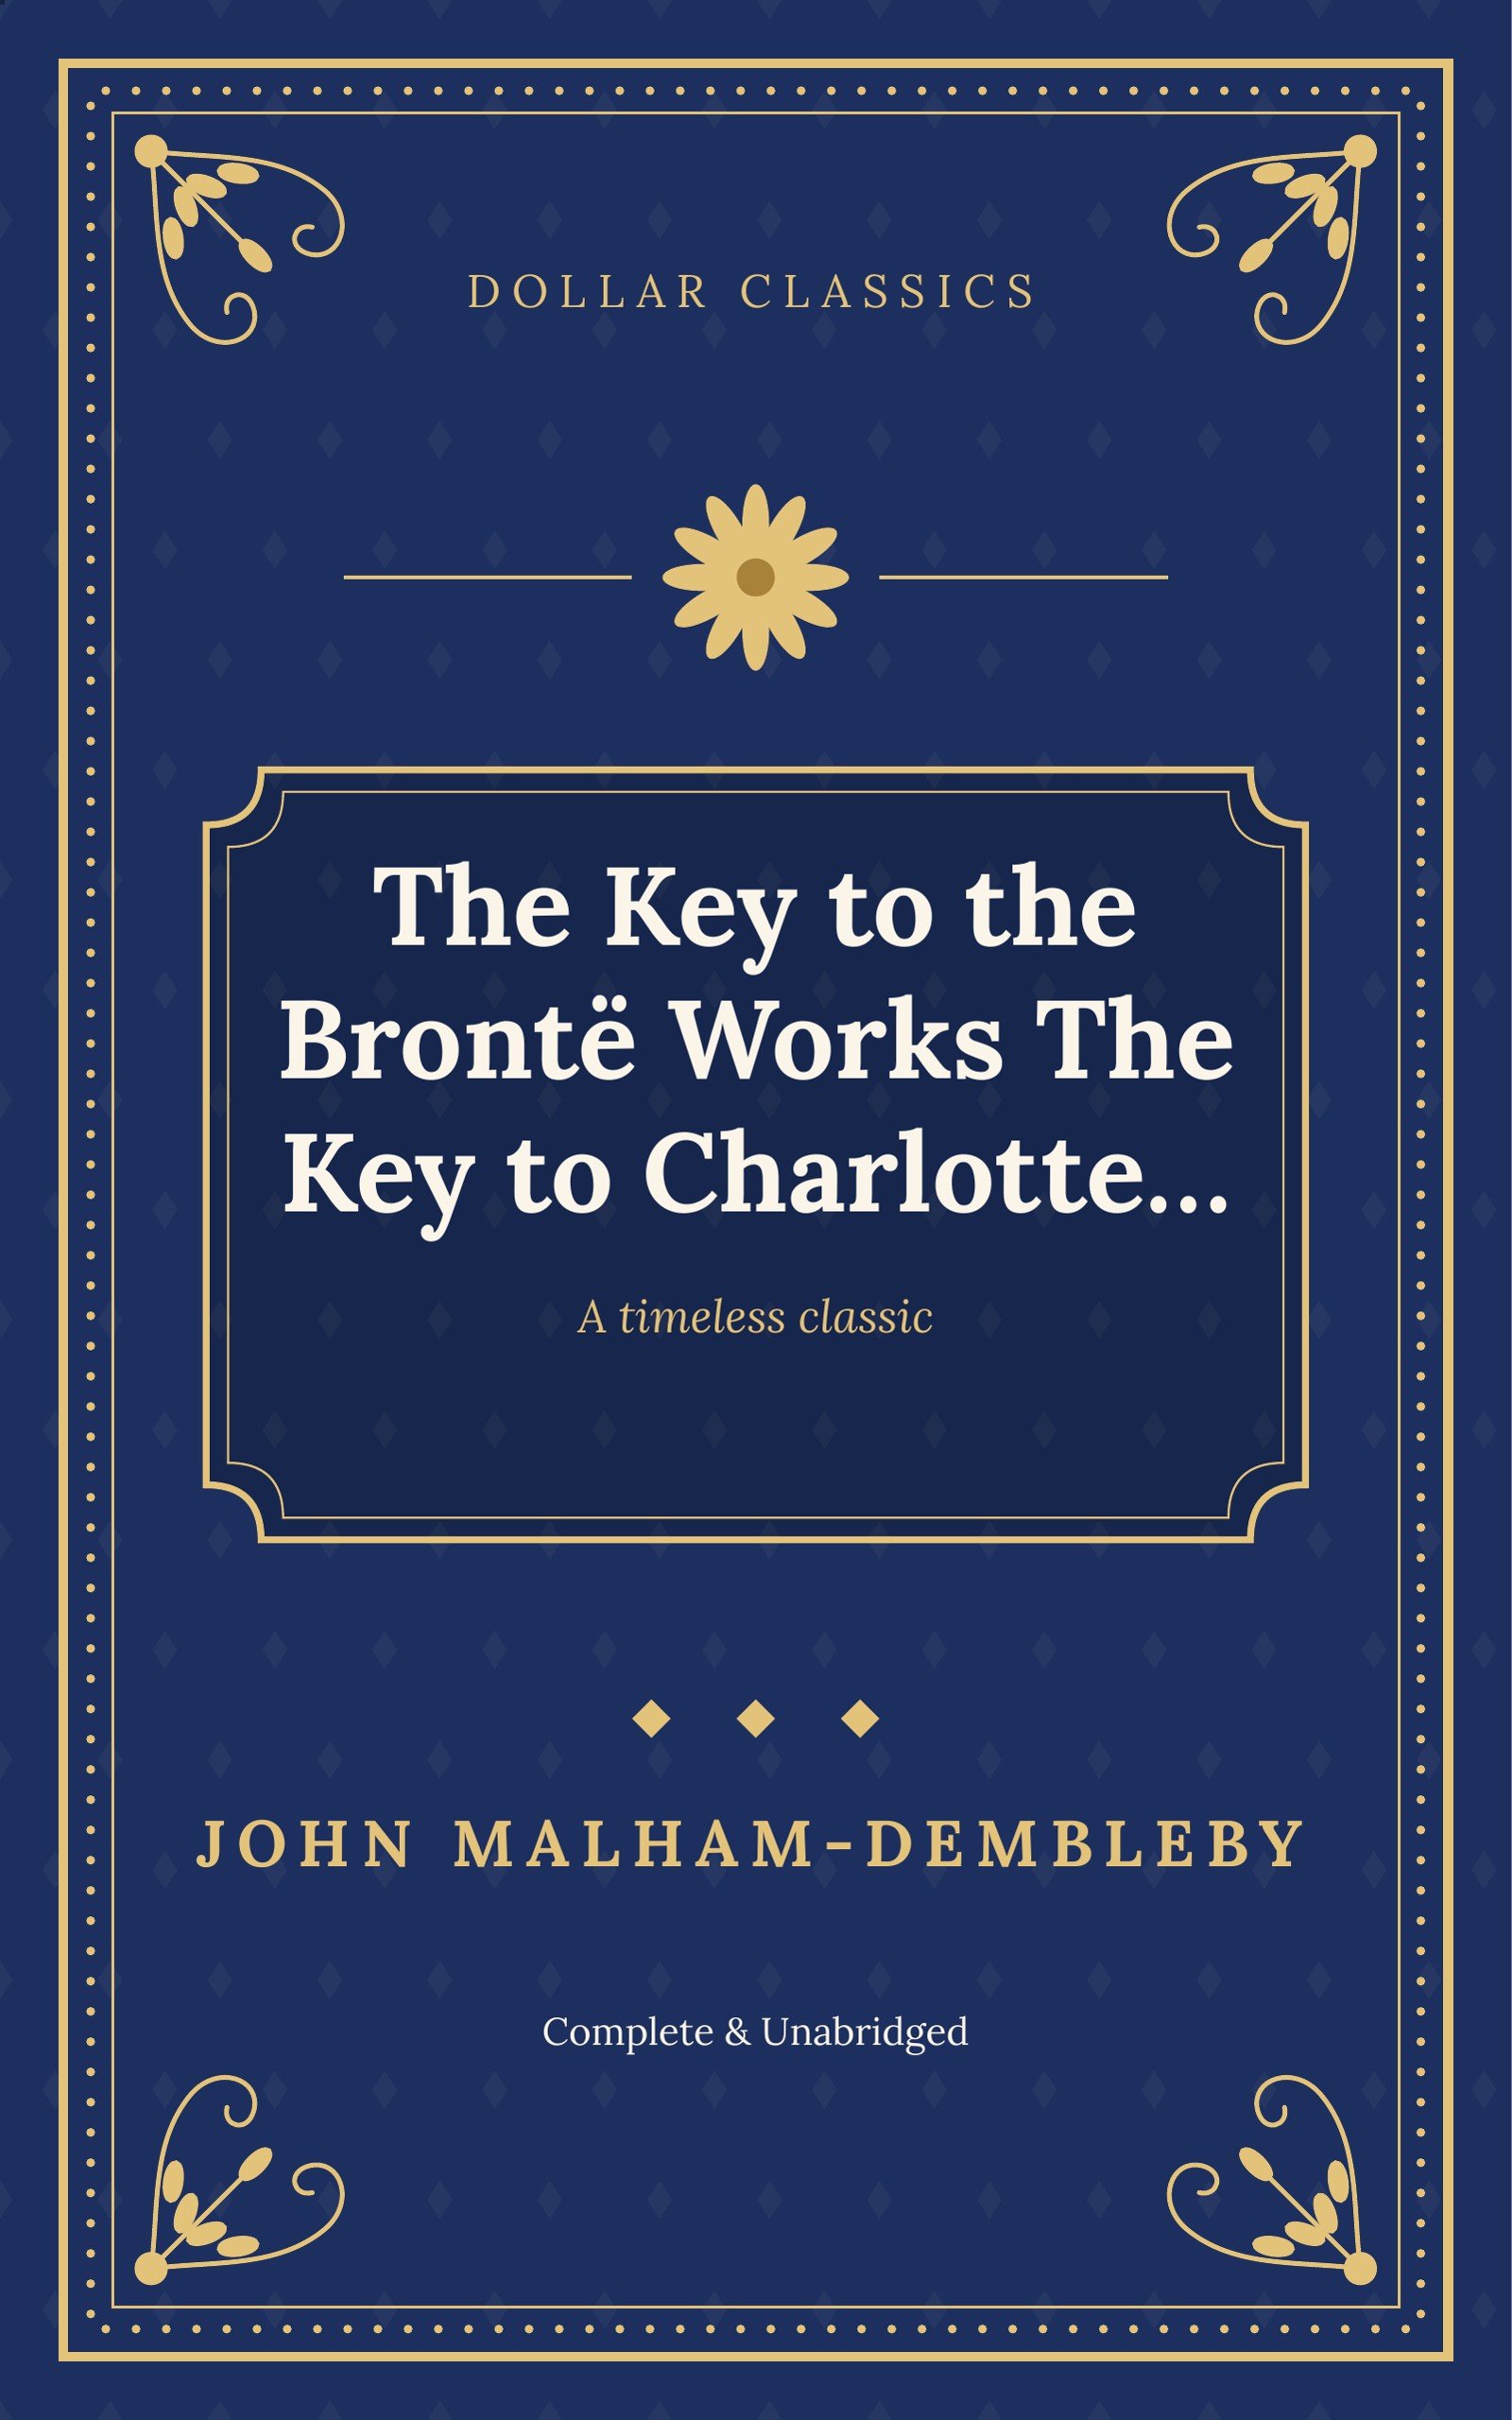 DOLLAR CLASSICS
The Key to the
Brontë Works The
Key to Charlotte...
A timeless classic
JOHN MALHAM-DEMBLEBY
Complete & Unabridged